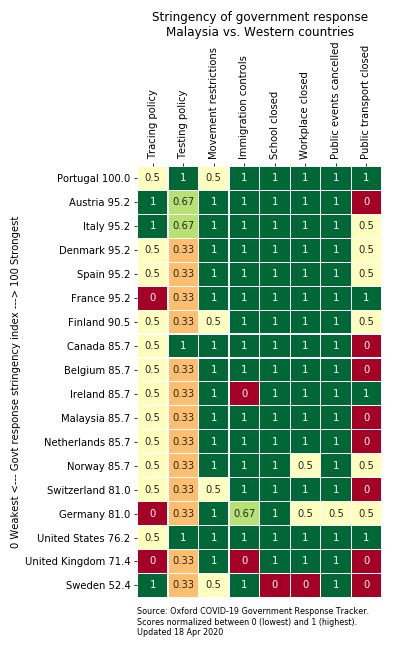 Stringency of government response
Malaysia vs. Western countries
Tracing policy
Testing policy
Movement restrictions
Immigration controls
School closed
Workplace closed
Public events cancelled
Public transport closed
0 Weakest <--- Govt response stringency index ---> 100 Strongest
Portugal 100.0 0.5 1 0.5 1 1 1 1 1
Austria 95.2 1 0.67 1 1 1 1 1 0
Italy 95.2 1 0.67 1 1 1 1 1 0.5
Denmark 95.2 0.5 0.33 1 1 1 1 1 0.5
Spain 95.2 0.5 0.33 1 1 1 1 1 0.5
France 95.2 0 0.33 1 1 1 1 1 1
Finland 90.5 0.5 0.33 0.5 1 1 1 1 0.5
Canada 85.7 0.5 1 1 1 1 1 1 0
Belgium 85.7 0.5 0.33 1 1 1 1 1 0
Ireland 85.7 0.5 0.33 1 0 1 1 1 1
Malaysia 85.7 0.5 0.33 1 1 1 1 1 0
Netherlands 85.7 0.5 0.33 1 1 1 1 1 0
Norway 85.7 0.5 0.33 1 1 1 0.5 1 0.5
Switzerland 81.0 0.5 0.33 0.5 1 1 1 1 0
Germany 81.0 0 0.33 1 0.67 1 0.5 0.5 0.5
United States 76.2 0.5 1 1 1 1 1 1 1
United Kingdom 71.4 0 0.33 1 0 1 1 1 0
Sweden 52.4 1 0.33 0.5 1 0 0 1 0
Source: Oxford COVID-19 Government Response Tracker.
Scores normalized between 0 (lowest) and 1 (highest).
Updated 18 Apr 2020